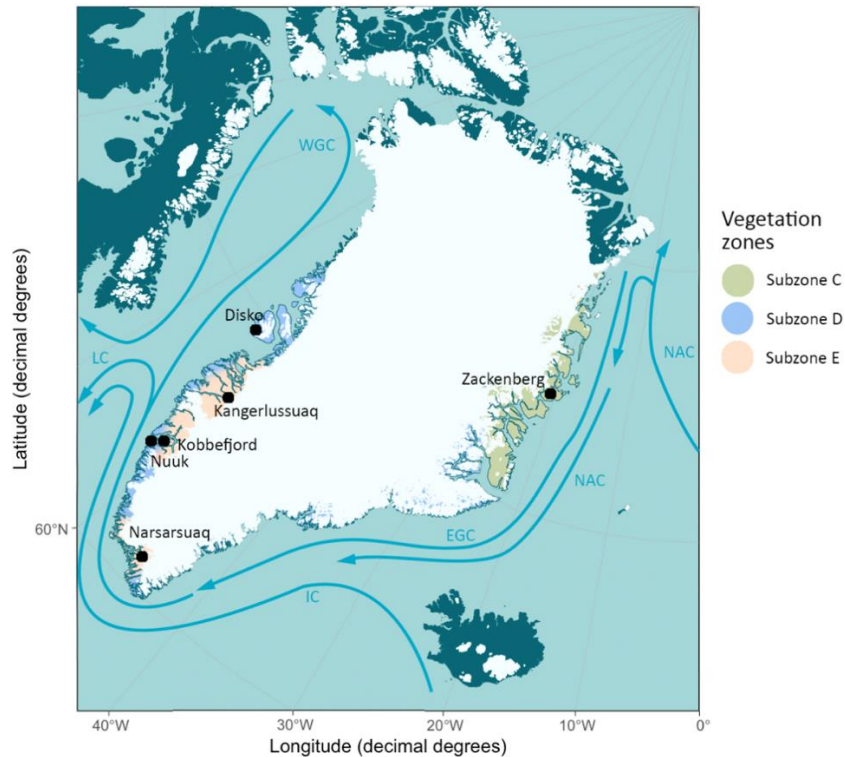 WGC
Vegetation
zones
Subzone C
Subzone D
Subzone E
Disko
LC
NAC
Zackenberg
Kangerlussuaq
Kobbefjord
Nuuk
NAC
60°N
Narsarsuaq
EGC
IC
40°W
30°W
20°W
10°W
0°
Longitude (decimal degrees)
Latitude (decimal degrees)